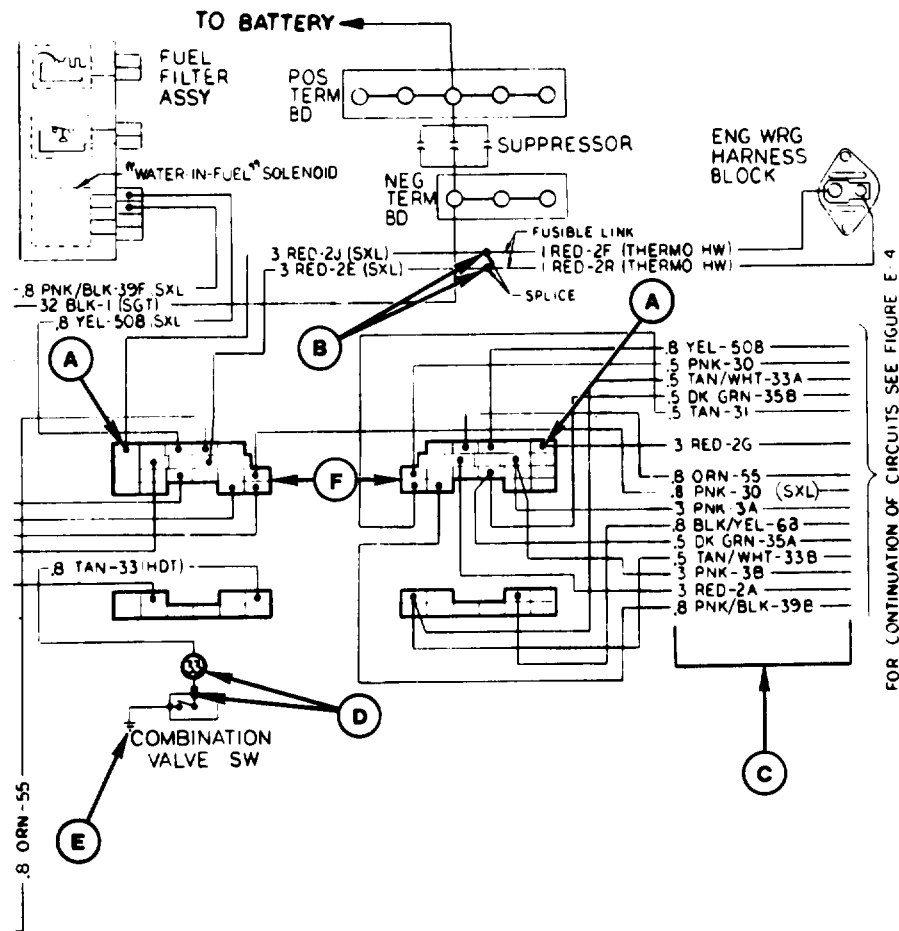 TO BATTERY
FUEL
FILTER
ASSY
POS
TERM
BD
SUPPRESSOR
ENG WRG
HARNESS
BLOCK
"WATER-IN-FUEL" SOLENOID
NEG
TERM
BD
FUSIBLE LINK
3 RED-2J (SXL)
1 RED-2F (THERMO HW)
3 RED-2E (SXL)
1 RED-2R (THERMO HW)
SPLICE
.8 PNK/BLK-39F SXL
32 BLK-1 (SGT)
.8 YEL-50B SXL
A
B
A
.8 YEL-50B
.5 PNK-30
.5 TAN/WHT-33A
.5 DK GRN-35B
.5 TAN-31
3 RED-2G
F
.8 ORN-55
.8 PNK-30 (SXL)
3 PNK-3A
.8 BLK/YEL-68
.5 DK GRN-35A
.5 TAN/WHT-33B
3 PNK-3B
3 RED-2A
.8 PNK/BLK-39B
FOR CONTINUATION OF CIRCUITS SEE FIGURE E-4
.8 TAN-33 (HDT)
D
COMBINATION
VALVE SW
C
E
.8 ORN-55